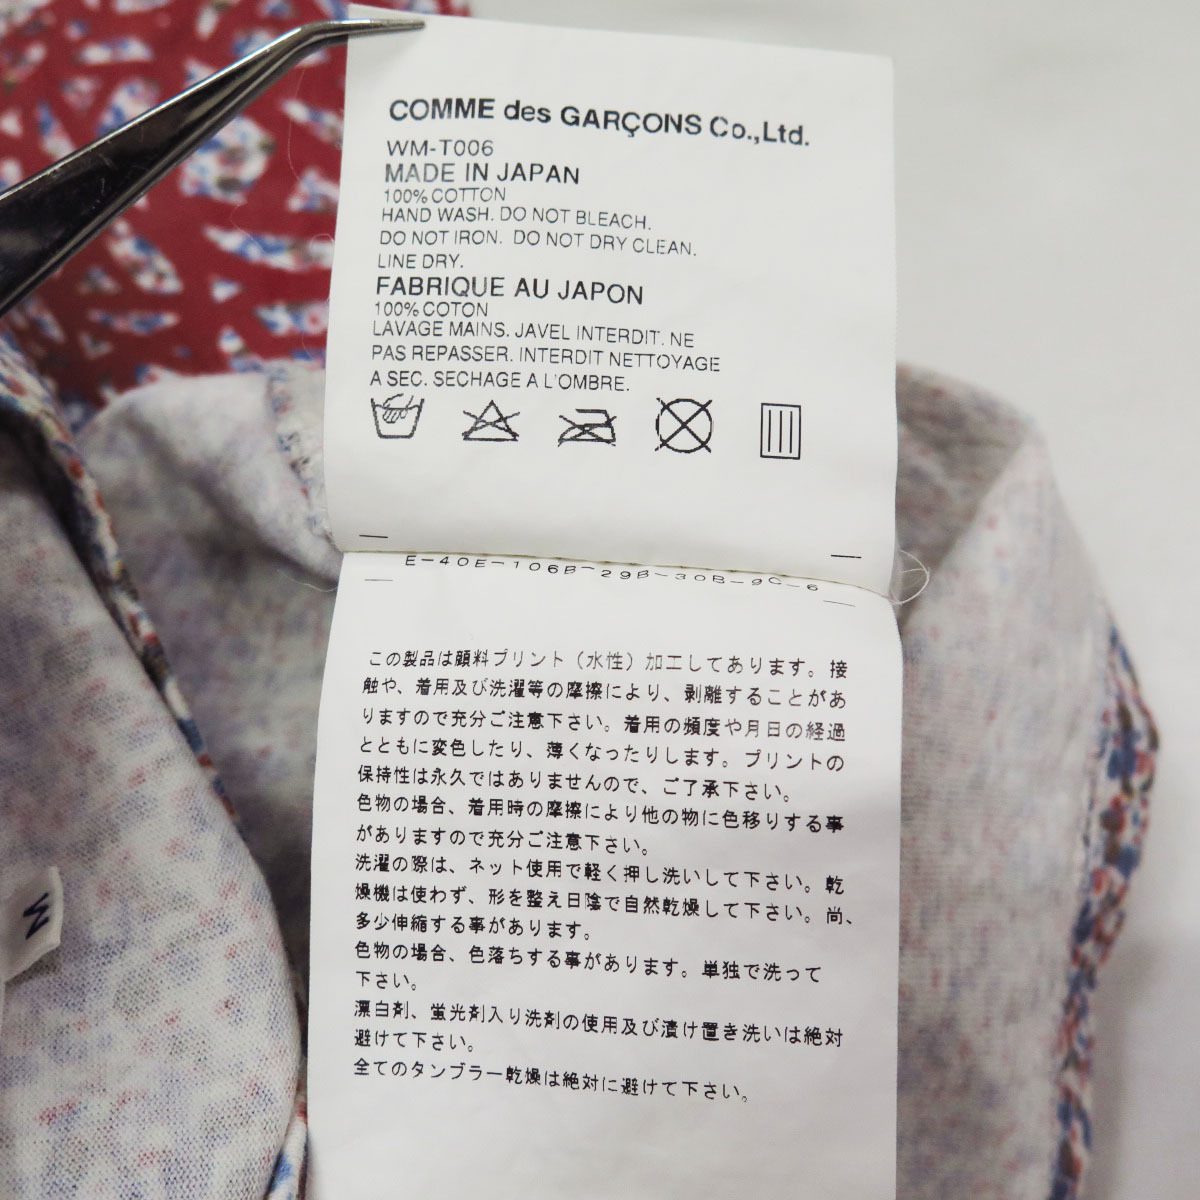 COMME des GARÇONS Co.,Ltd.
WM-T006
MADE IN JAPAN
100% COTTON
HAND WASH. DO NOT BLEACH.
DO NOT IRON. DO NOT DRY CLEAN.
LINE DRY.
FABRIQUE AU JAPON
100% COTON
LAVAGE MAINS. JAVEL INTERDIT. NE
PAS REPASSER. INTERDIT NETTOYAGE
A SEC. SECHAGE A L'OMBRE.
E-40E-106B-29B-30B-9C-6
この製品は顔料プリント（水性）加工してあります。接
触や、着用及び洗濯等の摩擦により、剥離することがあ
りますので充分ご注意下さい。着用の頻度や月日の経過
とともに変色したり、薄くなったりします。プリントの
保持性は永久ではありませんので、ご了承下さい。
色物の場合、着用時の摩擦により他の物に色移りする事
がありますので充分ご注意下さい。
洗濯の際は、ネット使用で軽く押し洗いして下さい。乾
燥機は使わず、形を整え日陰で自然乾燥して下さい。尚、
多少伸縮する事があります。
色物の場合、色落ちする事があります。単独で洗って
下さい。
漂白剤、蛍光剤入り洗剤の使用及び漬け置き洗いは絶対
避けて下さい。
全てのタンブラー乾燥は絶対に避けて下さい。
M